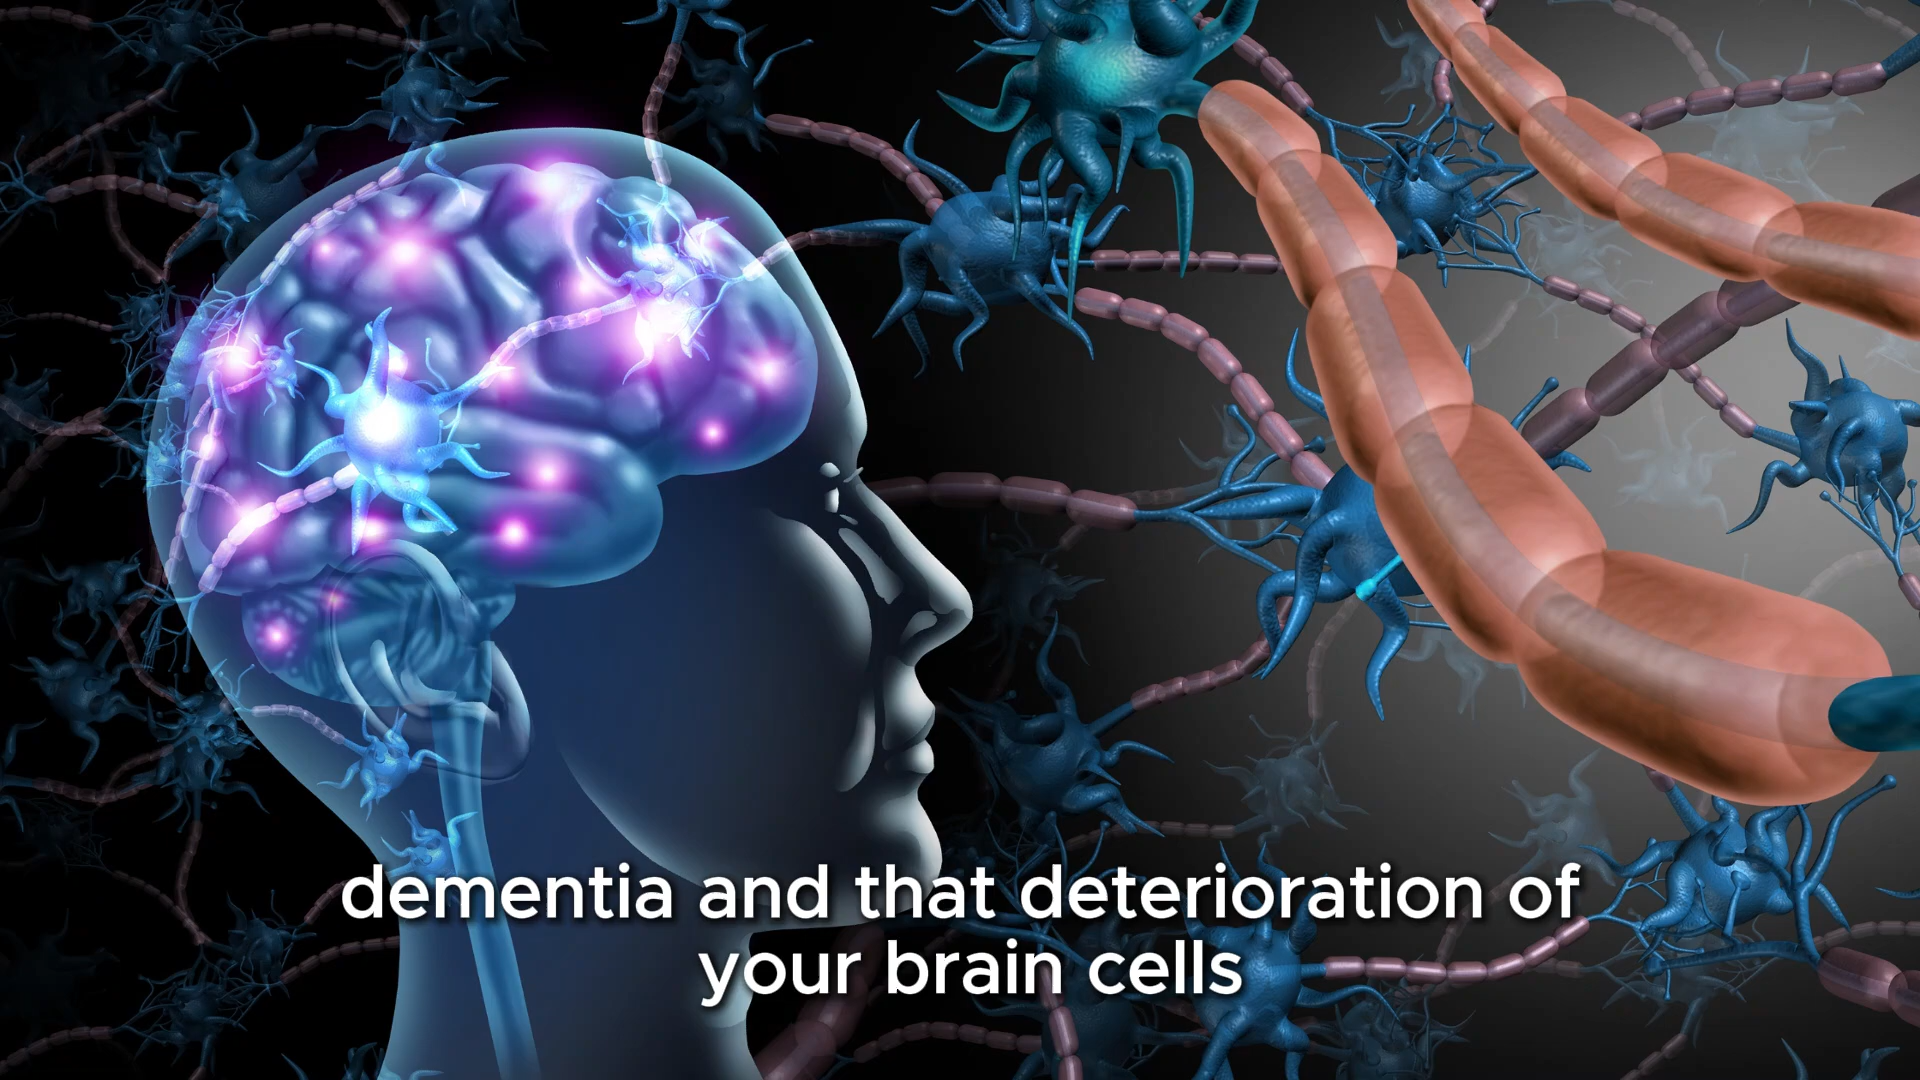 dementia and that deterioration of
your brain cells